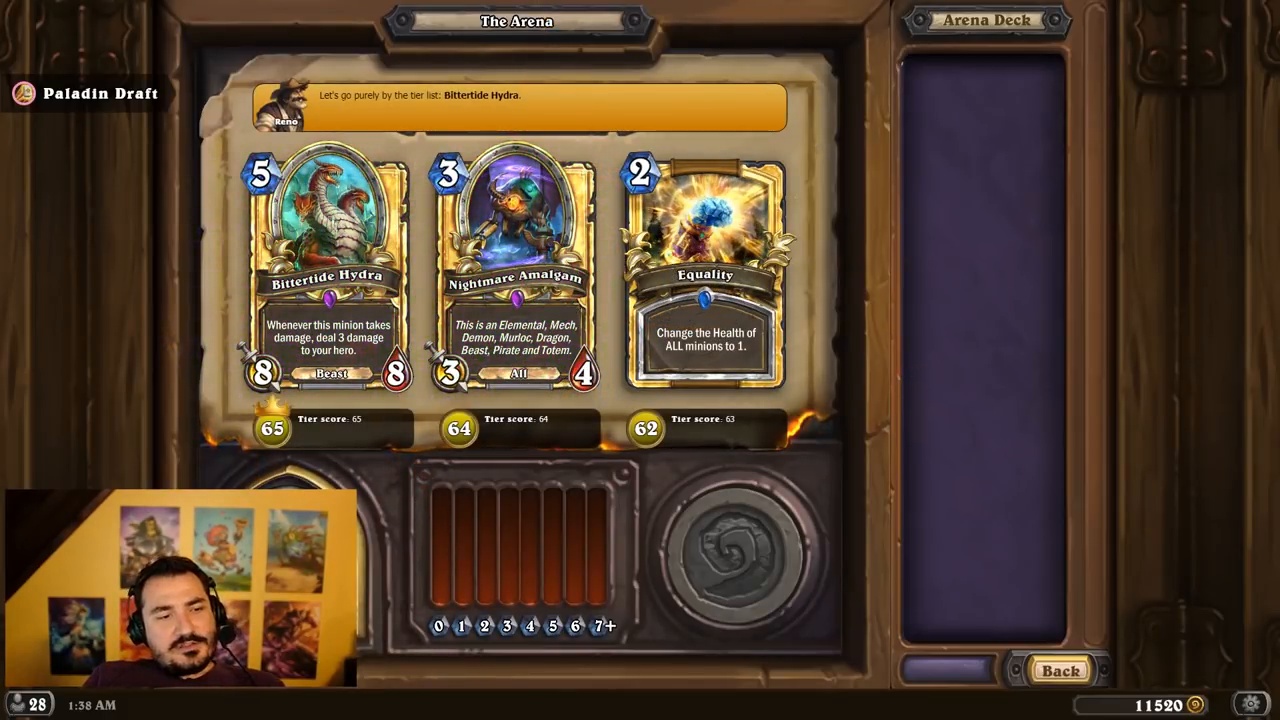 The Arena
Arena Deck
Paladin Draft
Let's go purely by the tier list: Bittertide Hydra.
Reno
5
3
2
Bittertide Hydra
Nightmare Amalgam
Equality
Whenever this minion takes
damage, deal 3 damage
to your hero.
This is an Elemental, Mech,
Demon, Murloc, Dragon,
Beast, Pirate and Totem.
Change the Health of
ALL minions to 1.
8
Beast
8
3
All
4
65
Tier score: 65
64
Tier score: 64
62
Tier score: 63
0 1 2 3 4 5 6 7+
Back
28
1:38 AM
11520